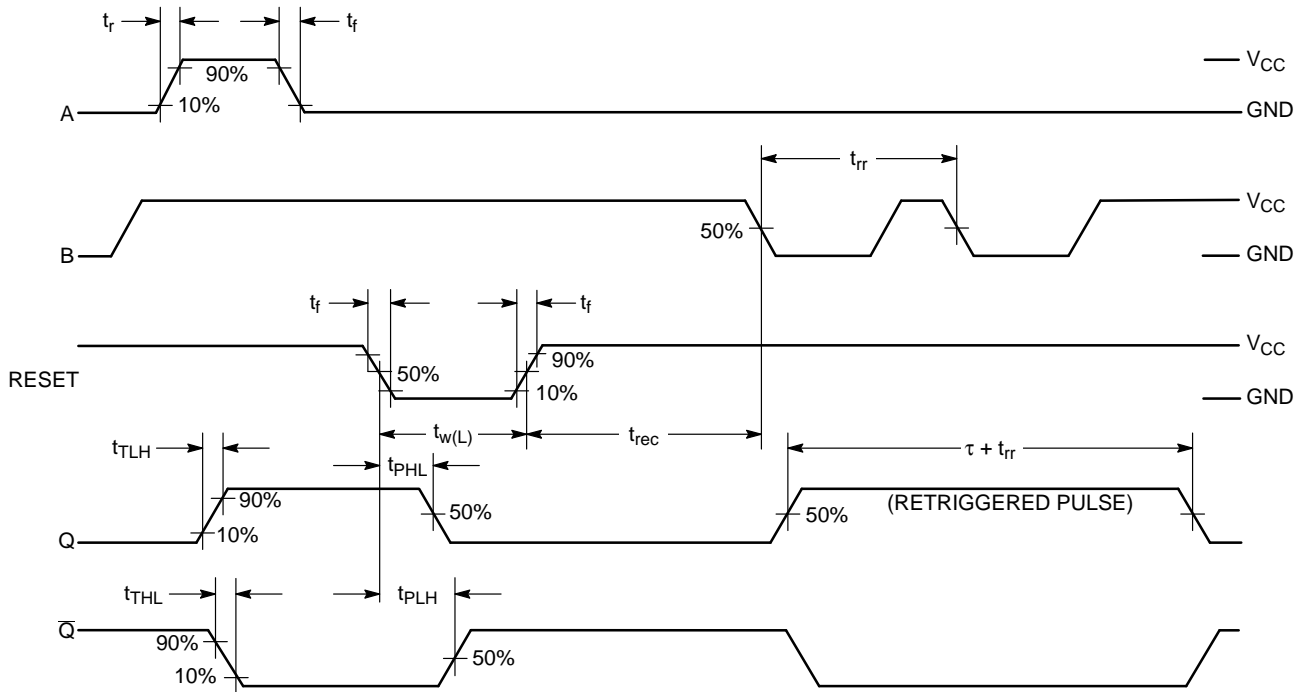 tr
tf
90%
VCC
10%
A
GND
trr
VCC
50%
B
GND
tf
tf
VCC
90%
50%
RESET
10%
GND
tw(L)
trec
tTLH
τ + trr
tPHL
90%
(RETRIGGERED PULSE)
50%
50%
10%
Q
tTHL
tPLH
Q̅
90%
50%
10%